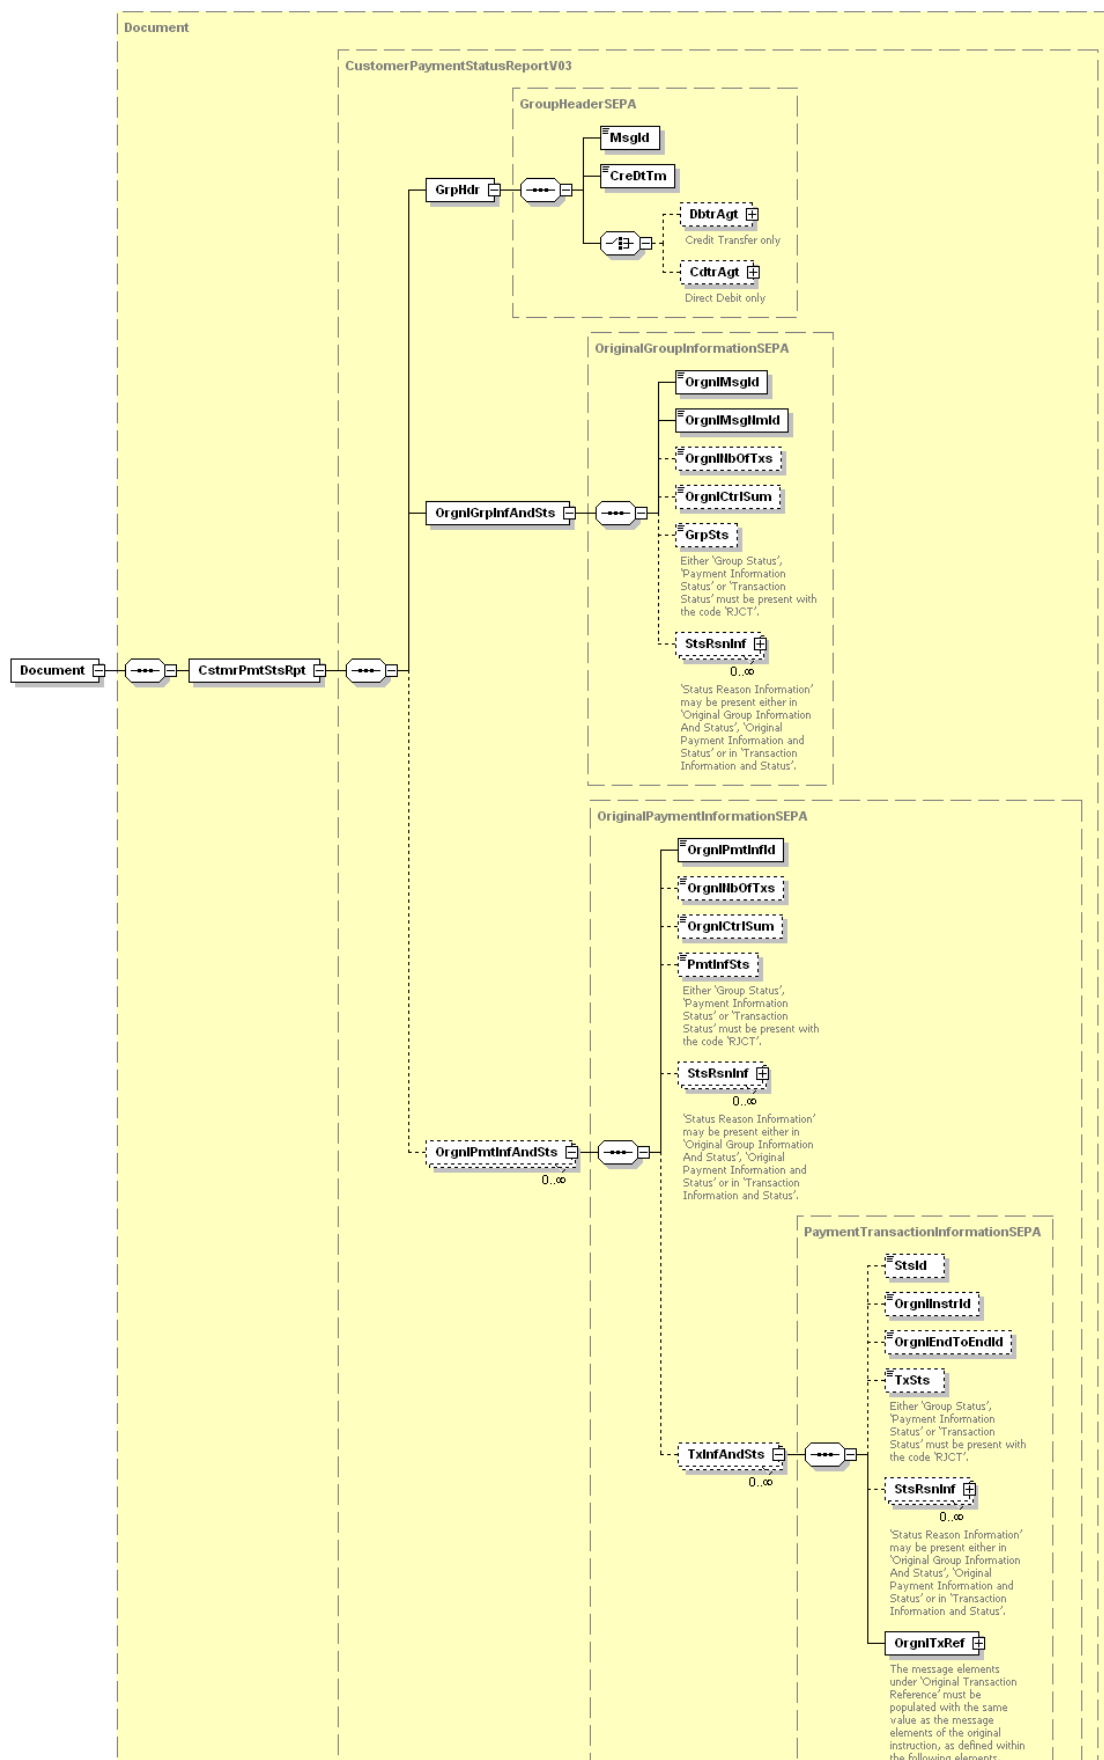 Document
CustomerPaymentStatusReportV03
GroupHeaderSEPA
MsgId
CreDtTm
GrpHdr
DbtrAgt
Credit Transfer only
CdtrAgt
Direct Debit only
OriginalGroupInformationSEPA
OrgnlMsgId
OrgnlMsgNmId
OrgnlNbOfTxs
OrgnlCtrlSum
OrgnlGrpInfAndSts
GrpSts
Either 'Group Status',
'Payment Information
Status' or 'Transaction
Status' must be present with
the code 'RJCT'.
StsRsnInf
0..∞
'Status Reason Information'
may be present either in
'Original Group Information
And Status', 'Original
Payment Information and
Status' or in 'Transaction
Information and Status'.
Document
CstmrPmtStsRpt
OriginalPaymentInformationSEPA
OrgnlPmtInfId
OrgnlNbOfTxs
OrgnlCtrlSum
PmtInfSts
Either 'Group Status',
'Payment Information
Status' or 'Transaction
Status' must be present with
the code 'RJCT'.
StsRsnInf
0..∞
'Status Reason Information'
may be present either in
'Original Group Information
And Status', 'Original
Payment Information and
Status' or in 'Transaction
Information and Status'.
OrgnlPmtInfAndSts
0..∞
PaymentTransactionInformationSEPA
StsId
OrgnlInstrId
OrgnlEndToEndId
TxSts
Either 'Group Status',
'Payment Information
Status' or 'Transaction
Status' must be present with
the code 'RJCT'.
TxInfAndSts
0..∞
StsRsnInf
0..∞
'Status Reason Information'
may be present either in
'Original Group Information
And Status', 'Original
Payment Information and
Status' or in 'Transaction
Information and Status'.
OrgnlTxRef
The message elements
under 'Original Transaction
Reference' must be
populated with the same
value as the message
elements of the original
instruction, as defined within
the following elements